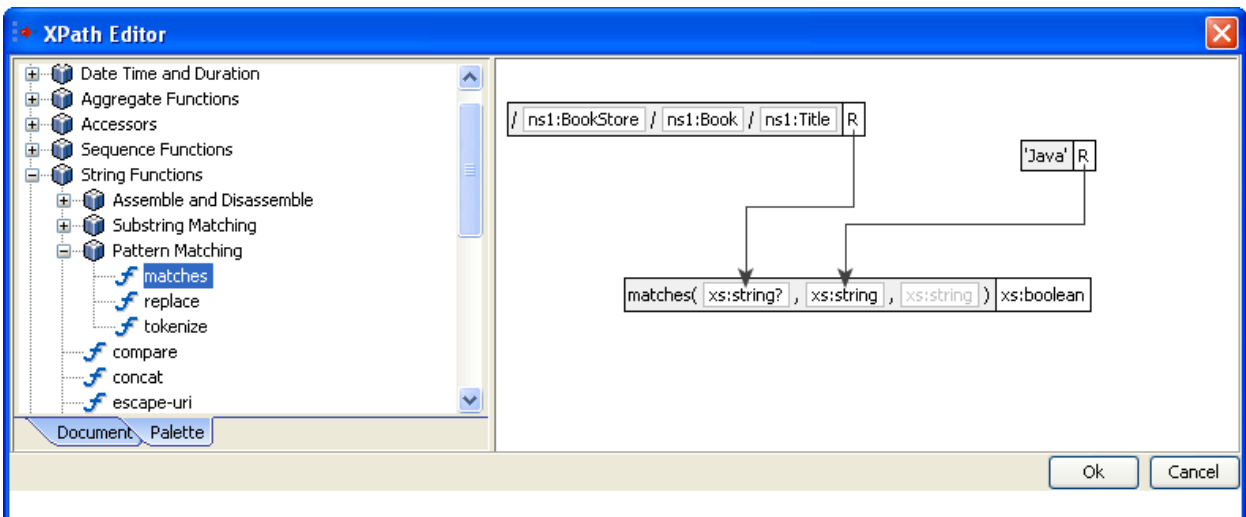 XPath Editor
Date Time and Duration
Aggregate Functions
Accessors
Sequence Functions
String Functions
Assemble and Disassemble
Substring Matching
Pattern Matching
matches
replace
tokenize
compare
concat
escape-uri
Document Palette
/ ns1:BookStore / ns1:Book / ns1:Title R
'Java' R
matches( xs:string? , xs:string , xs:string ) xs:boolean
Ok Cancel